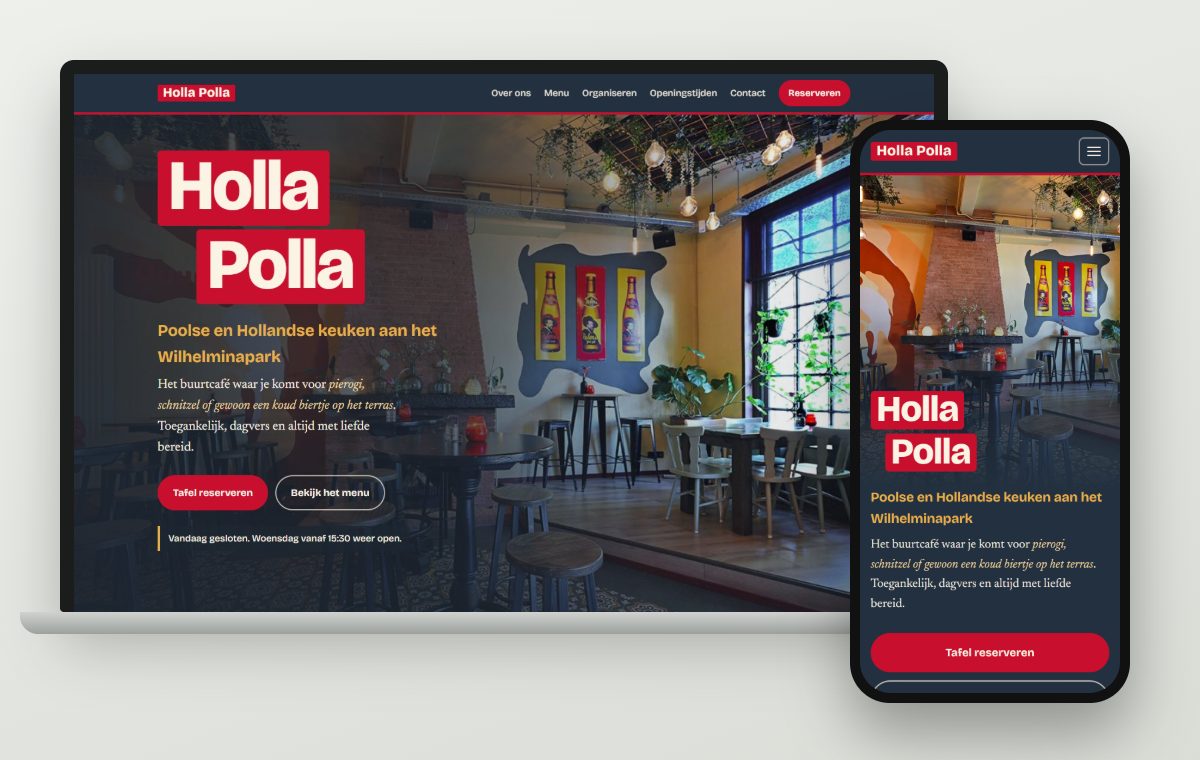 Holla Polla
Over ons Menu Organiseren Openingstijden Contact Reserveren
Holla
Polla
Poolse en Hollandse keuken aan het
Wilhelminapark
Het buurtcafé waar je komt voor pierogi,
schnitzel of gewoon een koud biertje op het terras.
Toegankelijk, dagvers en altijd met liefde
bereid.
Tafel reserveren
Bekijk het menu
Vandaag gesloten. Woensdag vanaf 15:30 weer open.
Holla Polla
Holla
Polla
Poolse en Hollandse keuken aan het
Wilhelminapark
Het buurtcafé waar je komt voor pierogi,
schnitzel of gewoon een koud biertje op het terras.
Toegankelijk, dagvers en altijd met liefde
bereid.
Tafel reserveren